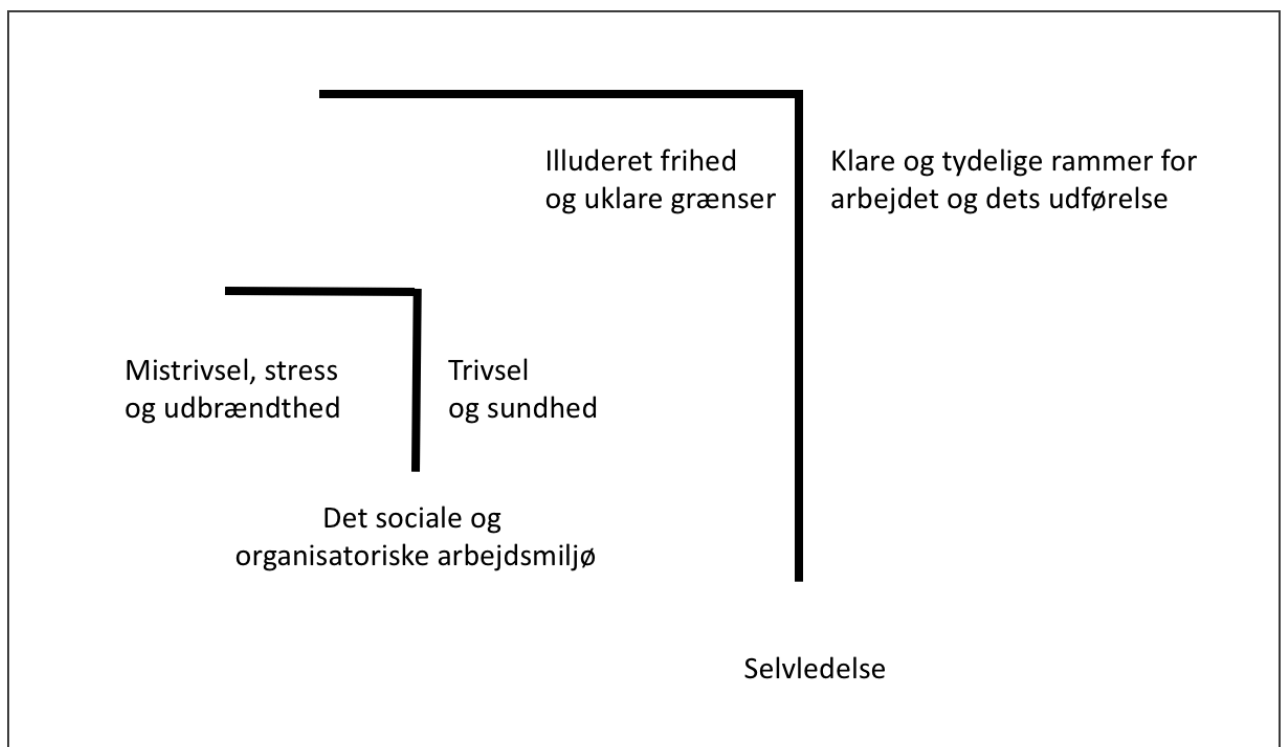 Illuderet frihed
og uklare grænser
Klare og tydelige rammer for
arbejdet og dets udførelse
Mistrivsel, stress
og udbrændthed
Trivsel
og sundhed
Det sociale og
organisatoriske arbejdsmiljø
Selvledelse